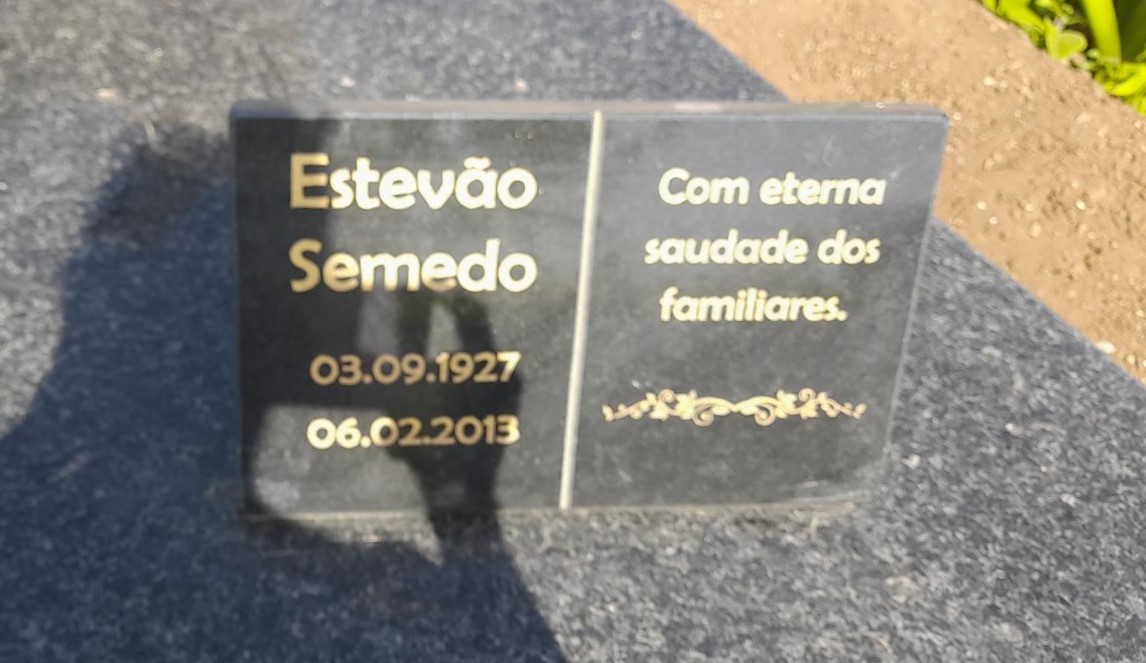 Estevão
Semedo
03.09.1927
06.02.2013
Com eterna
saudade dos
familiares.